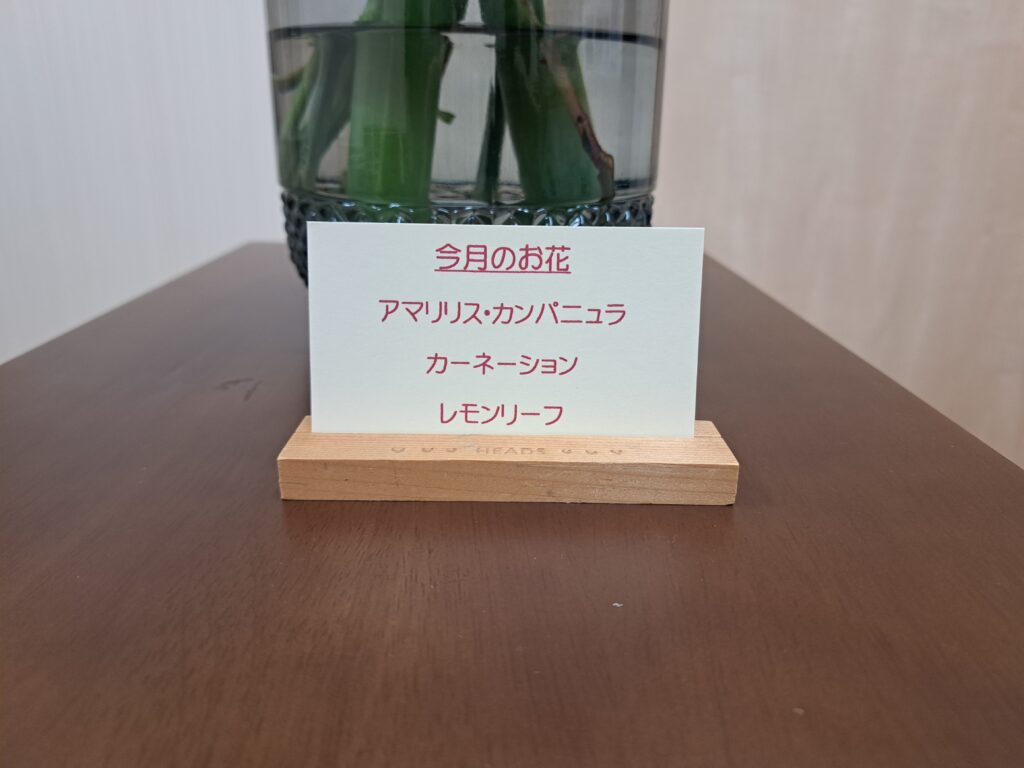 今月のお花
アマリリス・カンパニュラ
カーネーション
レモンリーフ
HEADS